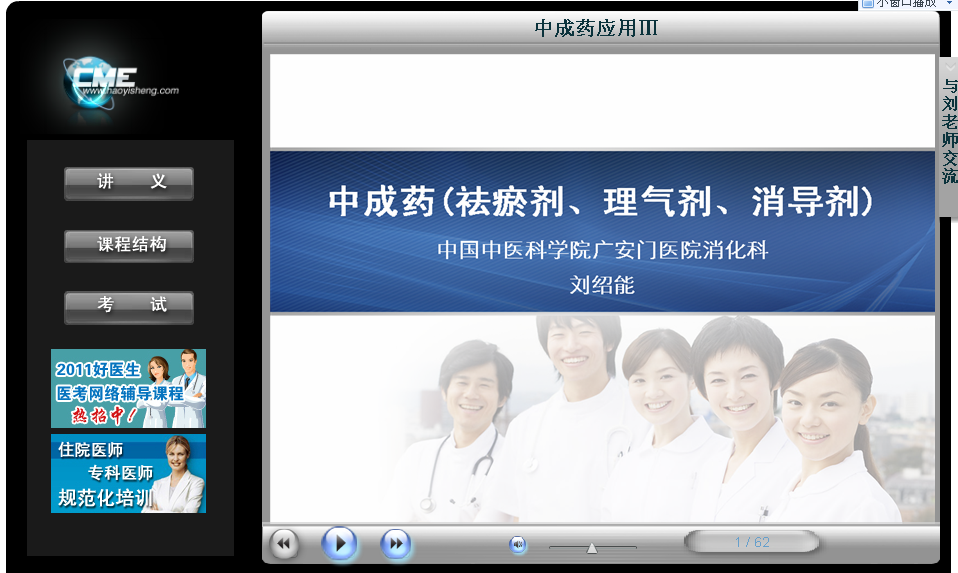 小窗口播放
中成药应用Ⅲ
CME
www.haoyisheng.com
与刘老师交流
讲 义
课程结构
考 试
2011好医生
医考网络辅导课程
热招中!
住院医师
专科医师
规范化培训
中成药(祛瘀剂、理气剂、消导剂)
中国中医科学院广安门医院消化科
刘绍能
1 / 62